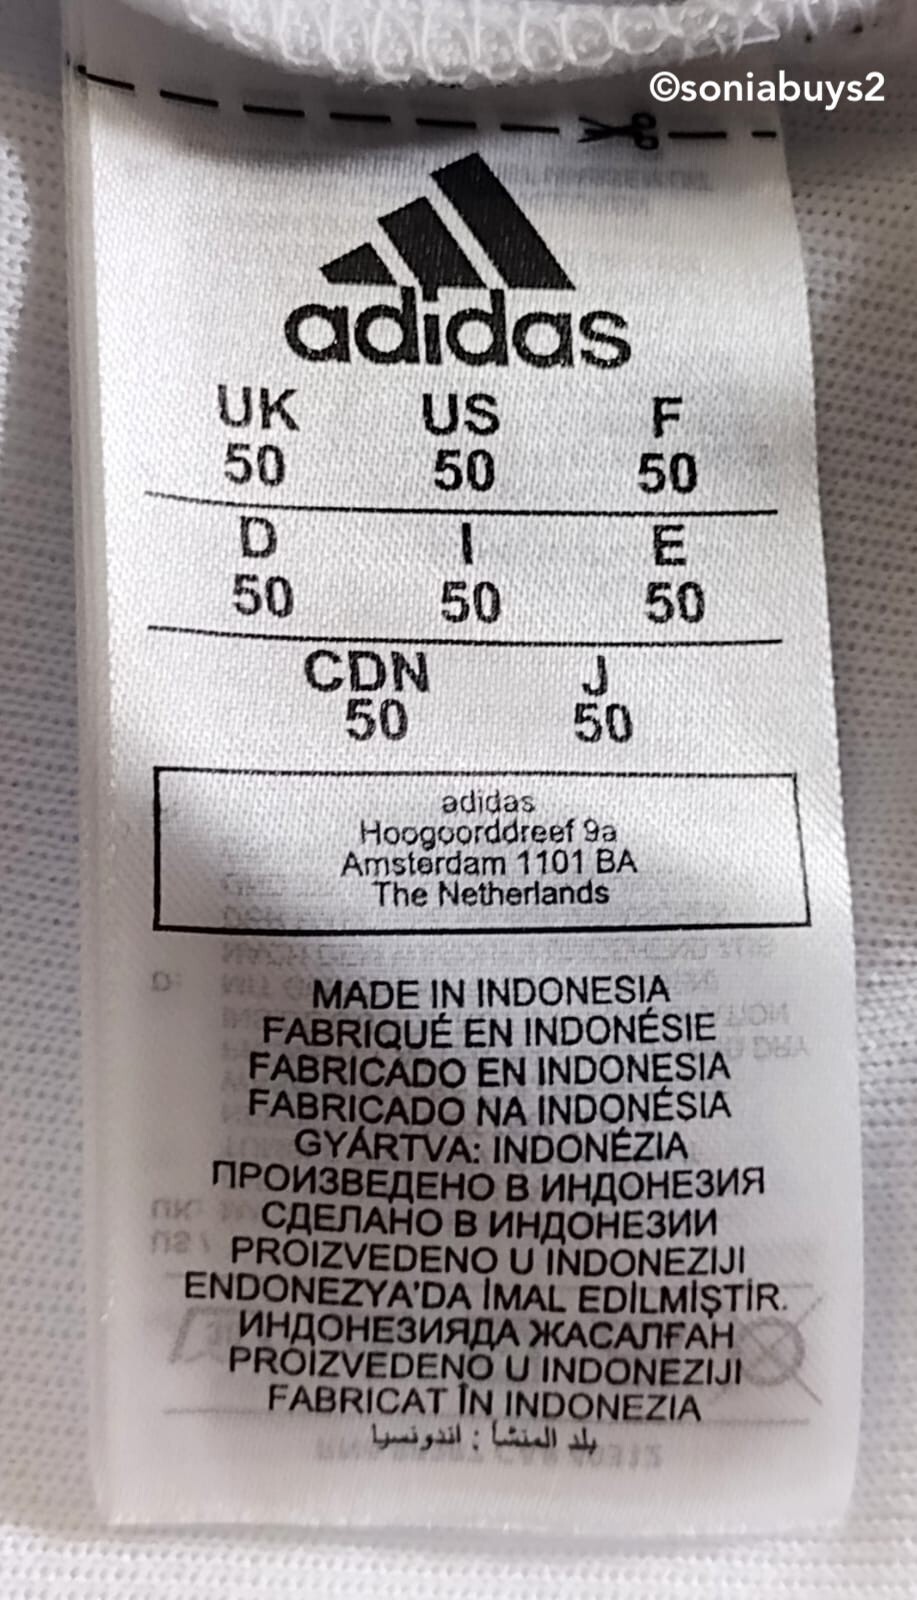 ©soniabuys2
adidas
UK US F
50 50 50
D I E
50 50 50
CDN J
50 50
adidas
Hoogoorddreef 9a
Amsterdam 1101 BA
The Netherlands
MADE IN INDONESIA
FABRIQUÉ EN INDONÉSIE
FABRICADO EN INDONESIA
FABRICADO NA INDONÉSIA
GYÁRTVA: INDONÉZIA
ПРОИЗВЕДЕНО В ИНДОНЕЗИЯ
СДЕЛАНО В ИНДОНЕЗИИ
PROIZVEDENO U INDONEZIJI
ENDONEZYA'DA İMAL EDİLMİŞTİR.
ИНДОНЕЗИЯДА ЖАСАЛҒАН
PROIZVEDENO U INDONEZIJI
FABRICAT ÎN INDONEZIA
بلد المنشأ : اندونسيا